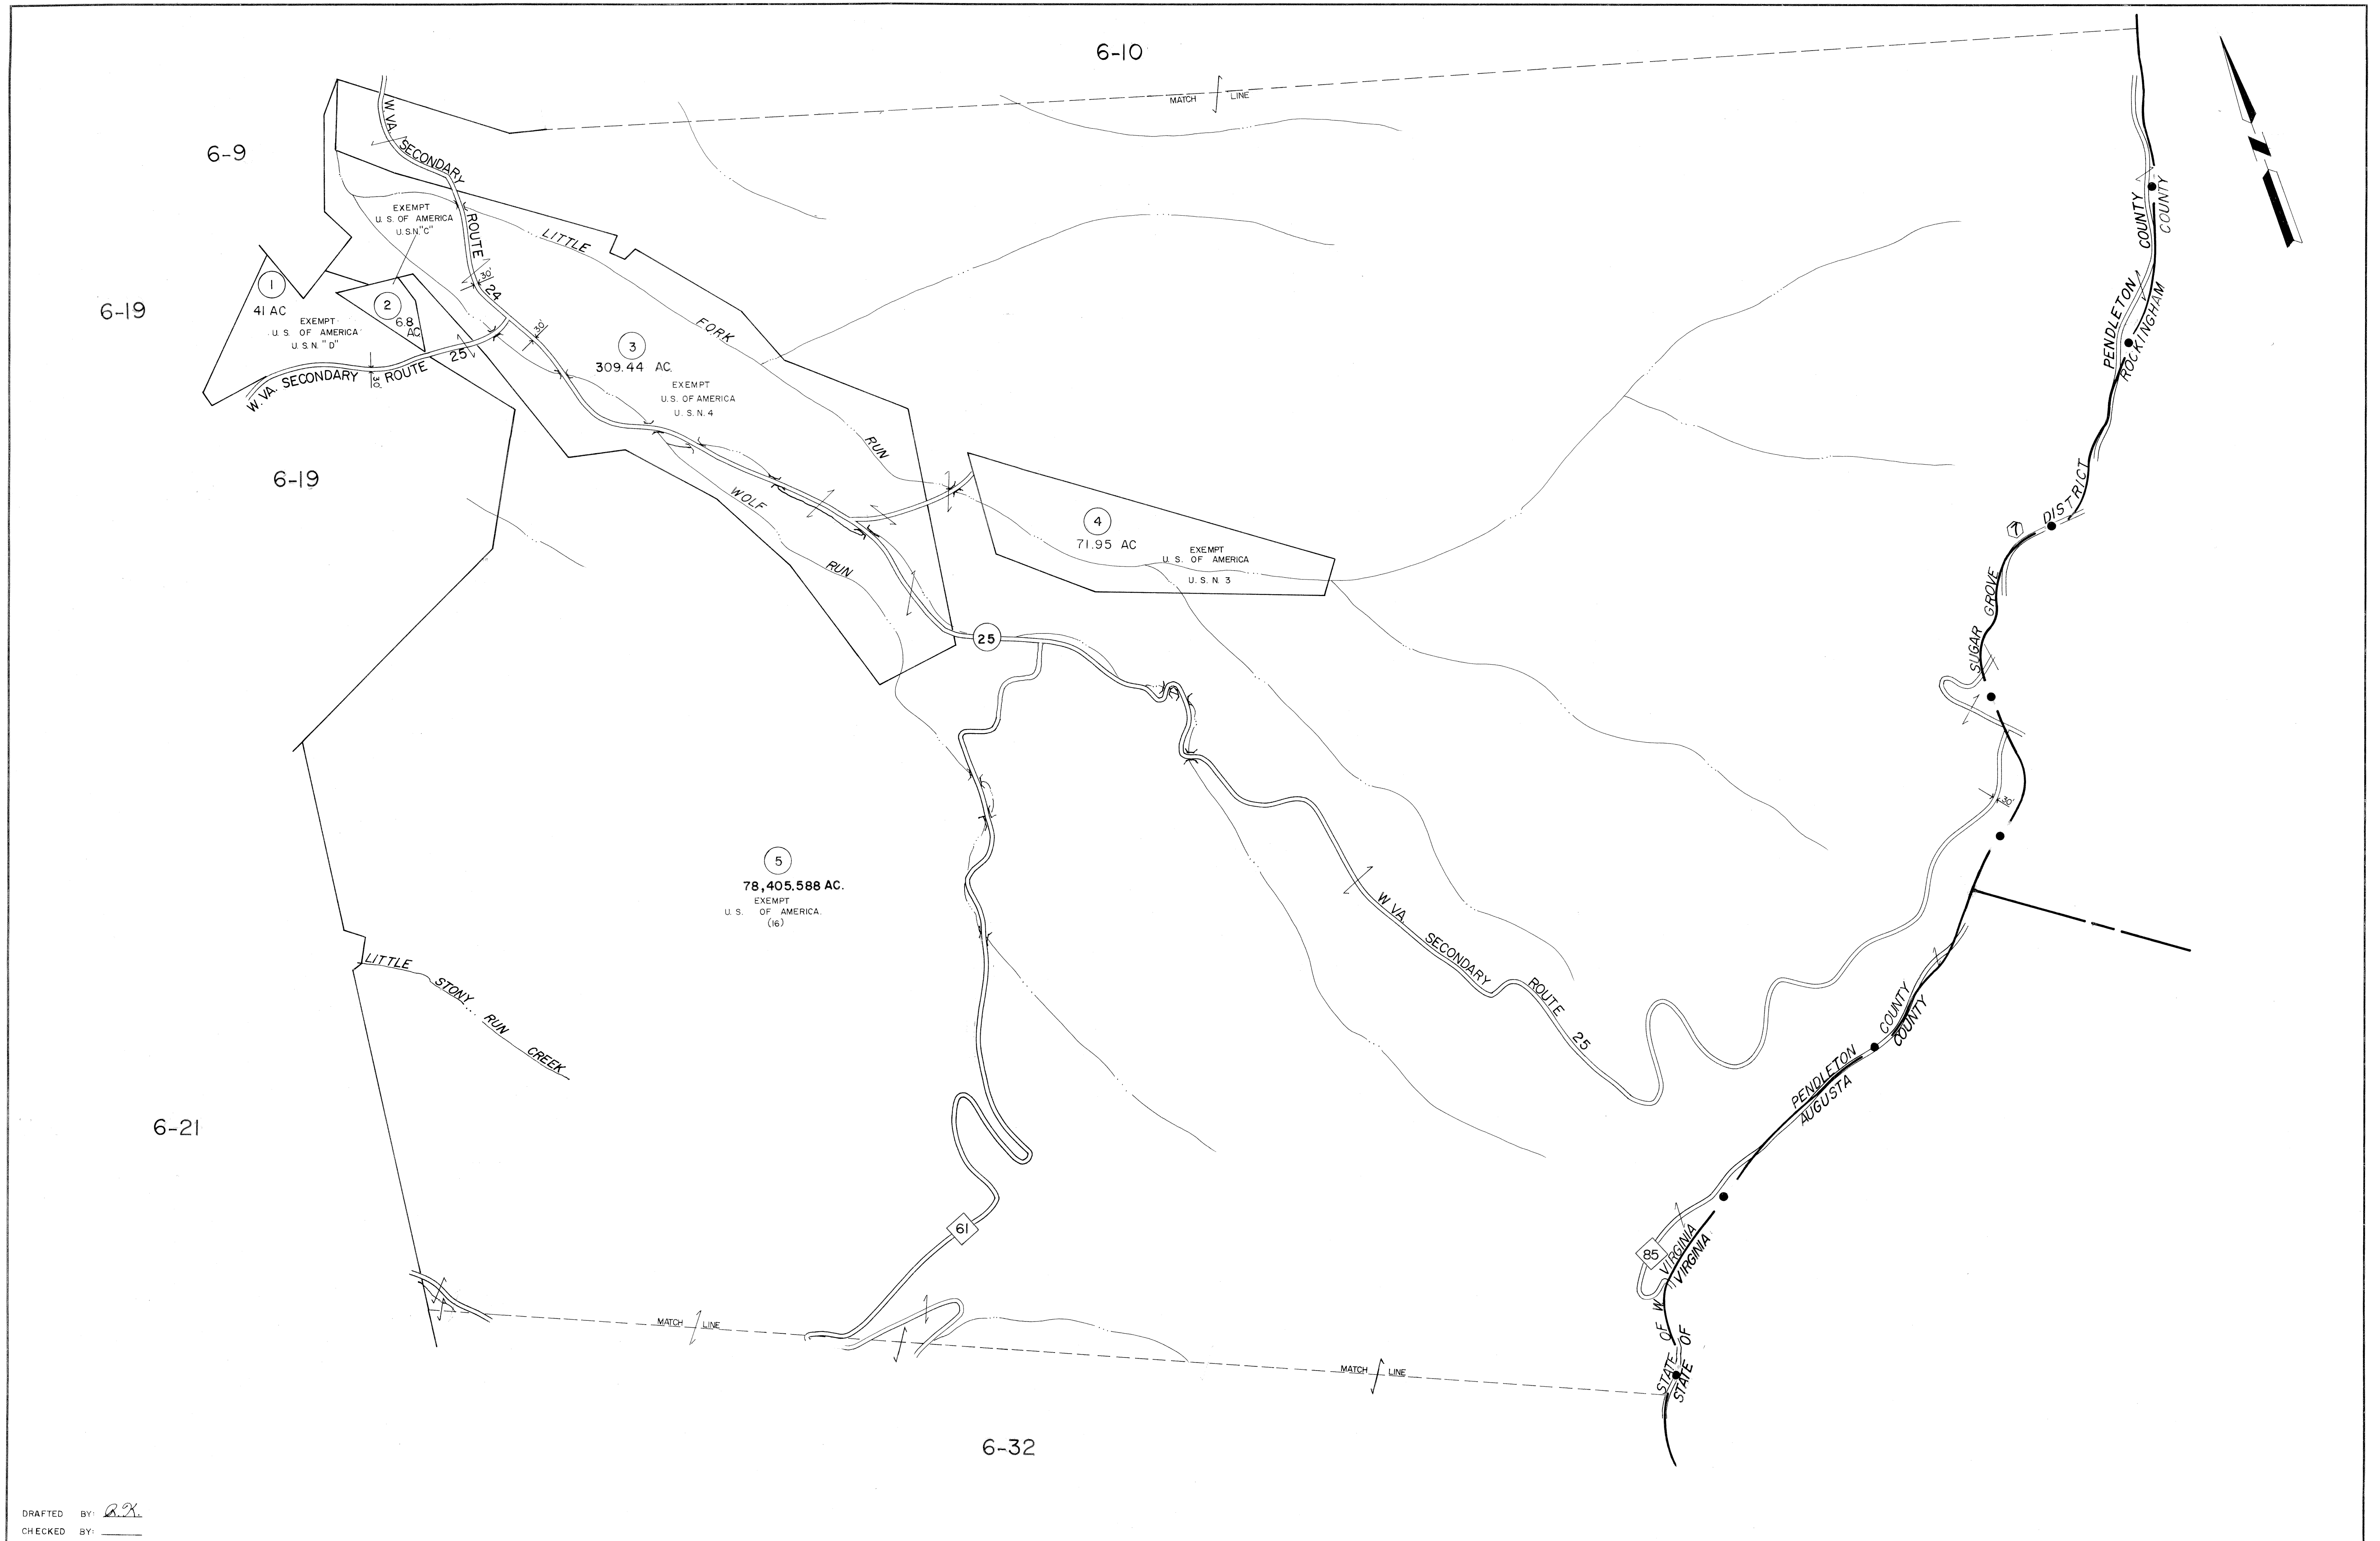 6-10
MATCH LINE
6-9
W. VA. SECONDARY ROUTE 24
EXEMPT
U. S. OF AMERICA
U.S.N. "C"
LITTLE FORK RUN
30'
30'
6-19
1
41 AC
EXEMPT
U. S. OF AMERICA
U. S. N. "D"
2
6.8
AC
W. VA. SECONDARY ROUTE 25
30'
3
309.44 AC.
EXEMPT
U.S. OF AMERICA
U. S. N. 4
6-19
WOLF RUN
4
71.95 AC
EXEMPT
U. S. OF AMERICA
U. S. N. 3
25
PENDLETON COUNTY
ROCKINGHAM COUNTY
7
SUGAR GROVE DISTRICT
30'
5
78,405.588 AC.
EXEMPT
U. S. OF AMERICA.
(16)
W. VA. SECONDARY ROUTE 25
LITTLE STONY RUN CREEK
PENDLETON COUNTY
AUGUSTA COUNTY
6-21
61
85
STATE OF W VIRGINIA
STATE OF VIRGINIA
MATCH LINE
MATCH LINE
6-32
DRAFTED BY: R.K.
CHECKED BY: